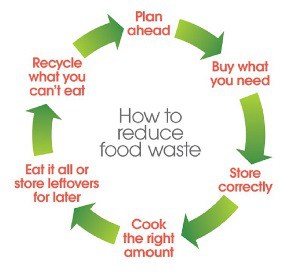 Plan
ahead
Buy what
you need
Store
correctly
Cook
the right
amount
Eat it all or
store leftovers
for later
Recycle
what you
can't eat
How to
reduce
food waste